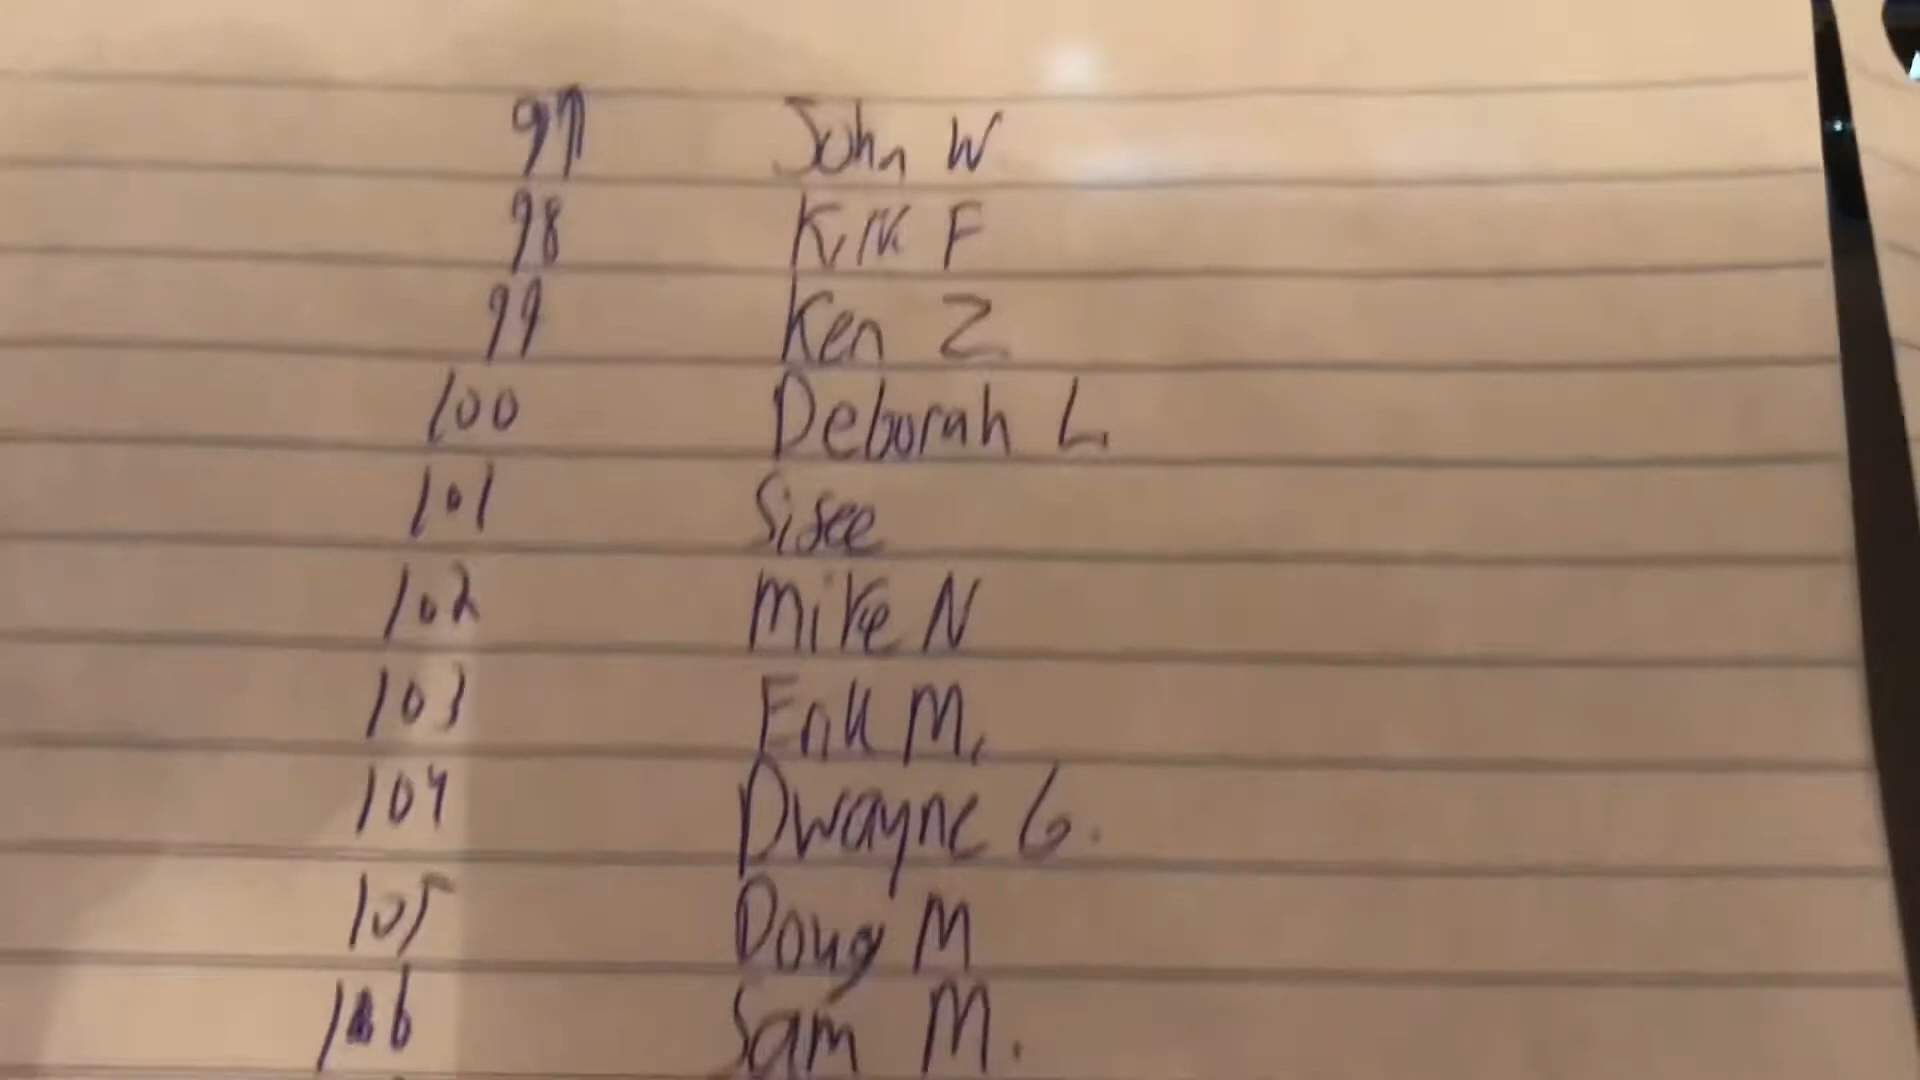 97 John W
98 Kirk F
99 Ken Z
100 Deborah L.
101 Sisee
102 Mike N
103 Erik M.
104 Dwayne G.
105 Doug M
106 Sam M.